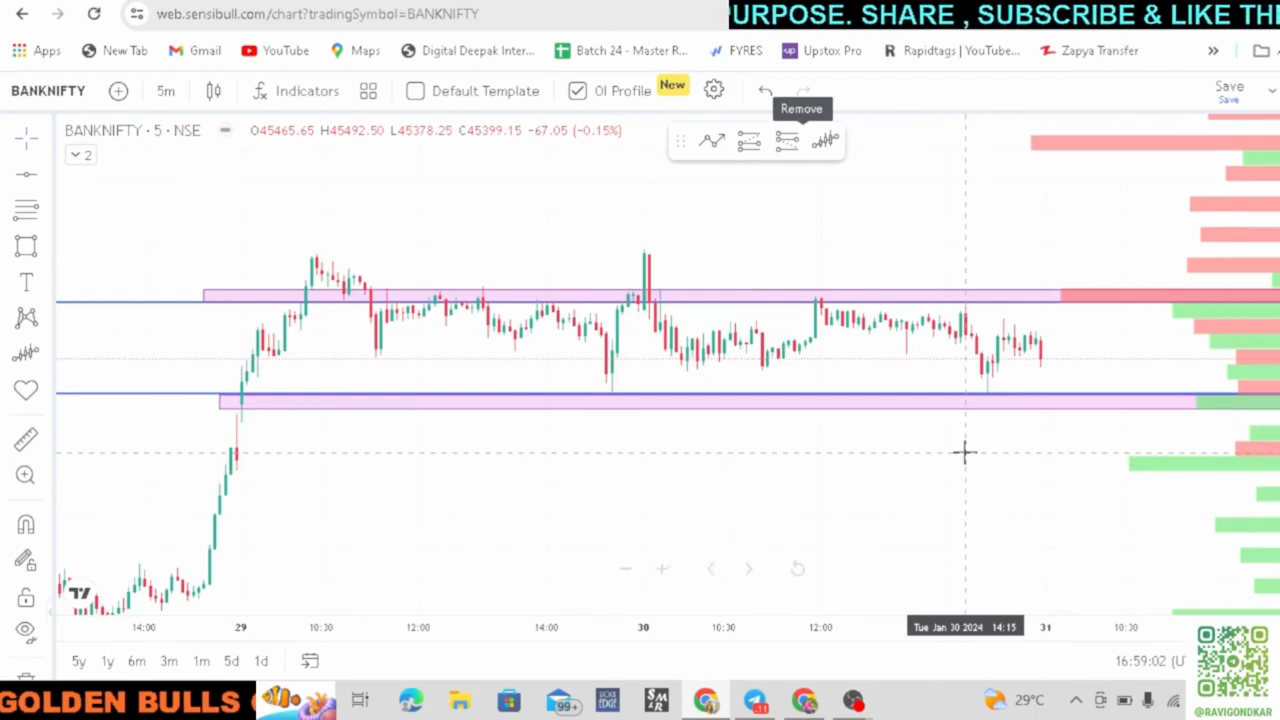 web.sensibull.com/chart?tradingSymbol=BANKNIFTY
URPOSE. SHARE , SUBSCRIBE & LIKE TH
Apps New Tab Gmail YouTube Maps Digital Deepak Inter... Batch 24 - Master R... FYRES Upstox Pro Rapidtags | YouTube... Zapya Transfer »
BANKNIFTY 5m Indicators Default Template OI Profile New Save
Save
Remove
BANKNIFTY · 5 · NSE O45465.65 H45492.50 L45378.25 C45399.15 -67.05 (-0.15%)
2
14:00 29 10:30 12:00 14:00 30 10:30 12:00 Tue Jan 30 2024 14:15 31 10:30
5y 1y 6m 3m 1m 5d 1d 16:59:02 (U
GOLDEN BULLS
99+
29°C
@RAVIGONDKAR